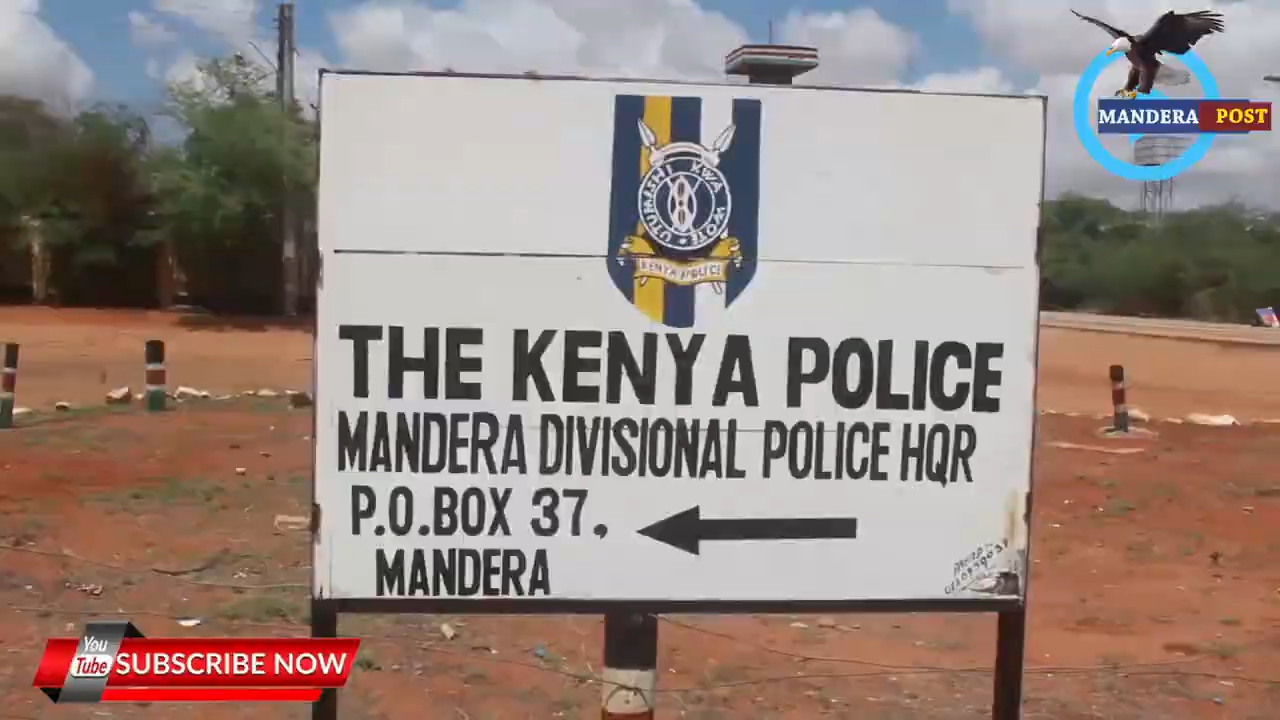 MANDERA POST
UTUMISHI KWA WOTE
KENYA POLICE
THE KENYA POLICE
MANDERA DIVISIONAL POLICE HQR
P.O.BOX 37,
MANDERA
You
Tube
SUBSCRIBE NOW